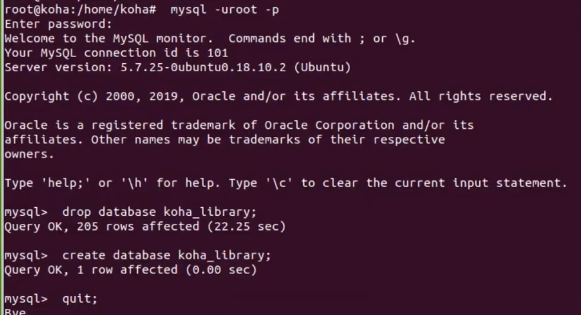 root@koha:/home/koha#  mysql -uroot -p
Enter password:
Welcome to the MySQL monitor.  Commands end with ; or \g.
Your MySQL connection id is 101
Server version: 5.7.25-0ubuntu0.18.10.2 (Ubuntu)
Copyright (c) 2000, 2019, Oracle and/or its affiliates. All rights reserved.
Oracle is a registered trademark of Oracle Corporation and/or its
affiliates. Other names may be trademarks of their respective
owners.
Type 'help;' or '\h' for help. Type '\c' to clear the current input statement.
mysql>  drop database koha_library;
Query OK, 205 rows affected (22.25 sec)
mysql>  create database koha_library;
Query OK, 1 row affected (0.00 sec)
mysql>  quit;
Bye